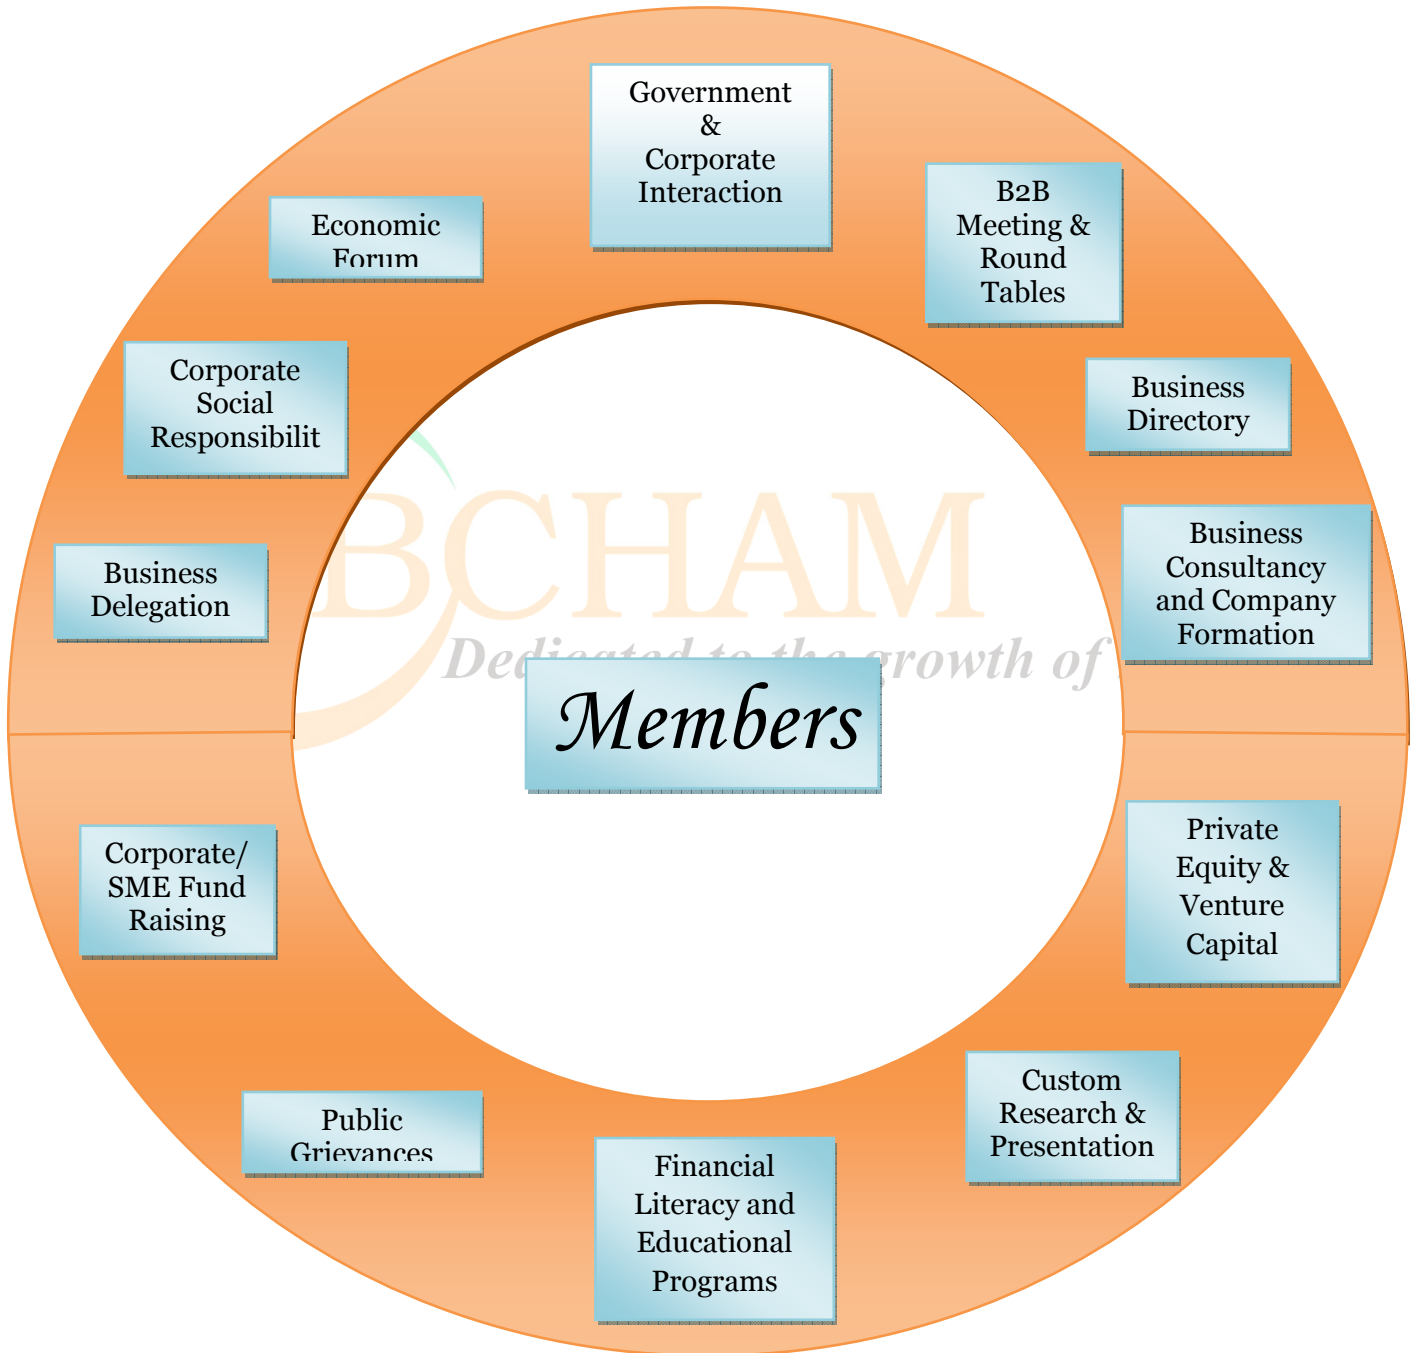 Government
&
Corporate
Interaction
B2B
Meeting &
Round
Tables
Economic
Forum
Corporate
Social
Responsibilit
Business
Directory
Business
Consultancy
and Company
Formation
Business
Delegation
BCHAM
Dedicated to the growth of
Members
Corporate/
SME Fund
Raising
Private
Equity &
Venture
Capital
Custom
Research &
Presentation
Public
Grievances
Financial
Literacy and
Educational
Programs